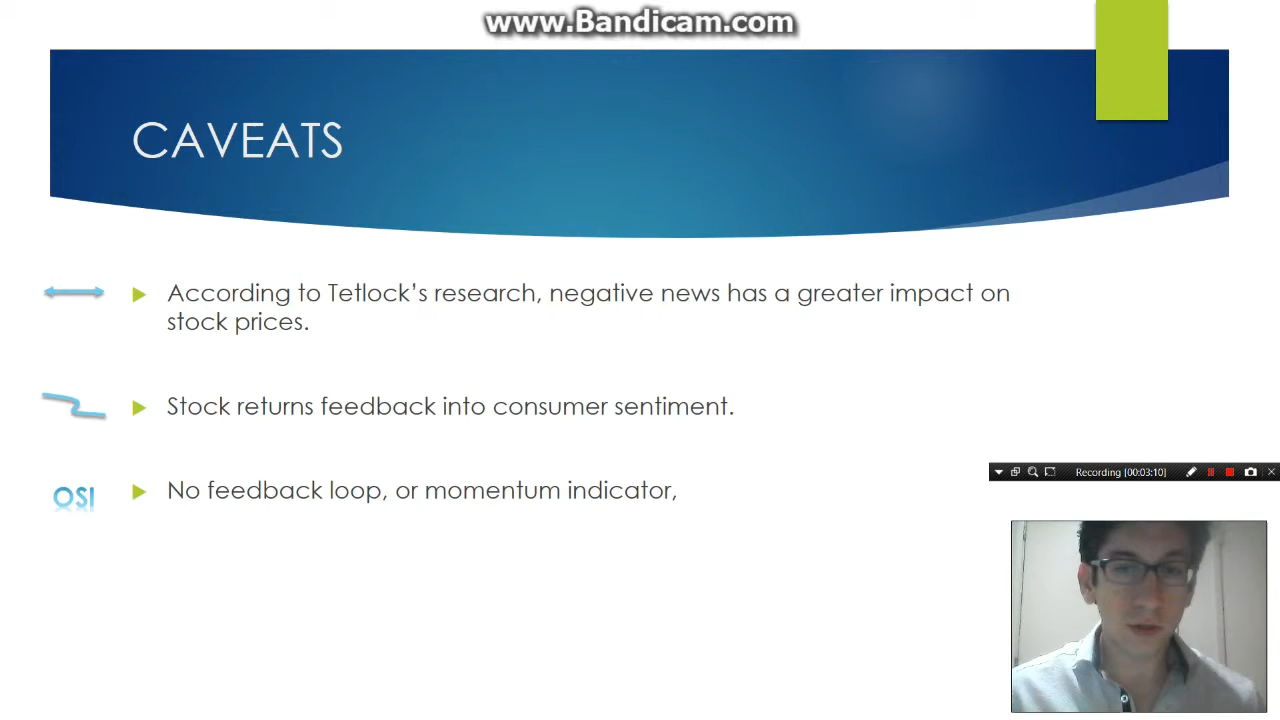 www.Bandicam.com
CAVEATS
According to Tetlock’s research, negative news has a greater impact on
stock prices.
Stock returns feedback into consumer sentiment.
Recording [00:03:10]
OSI
No feedback loop, or momentum indicator,